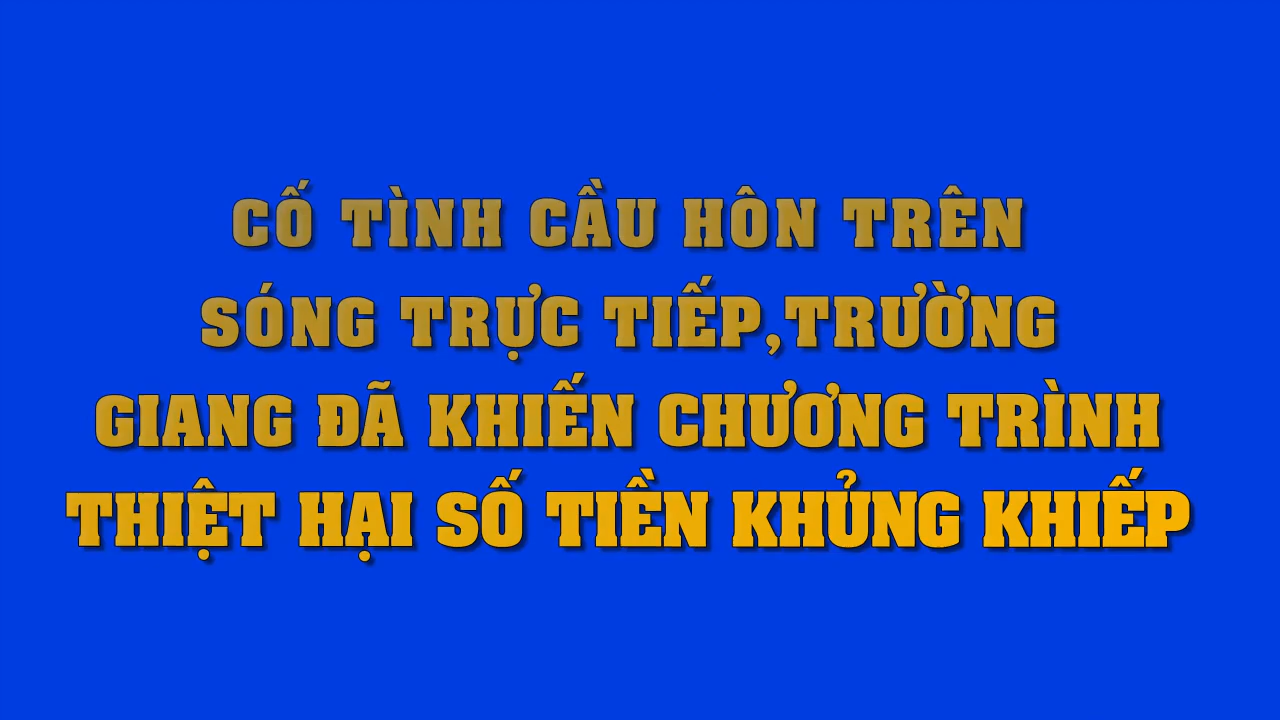 CỐ TÌNH CẦU HÔN TRÊN
SÓNG TRỰC TIẾP,TRƯỜNG
GIANG ĐÃ KHIẾN CHƯƠNG TRÌNH
THIỆT HẠI SỐ TIỀN KHỦNG KHIẾP